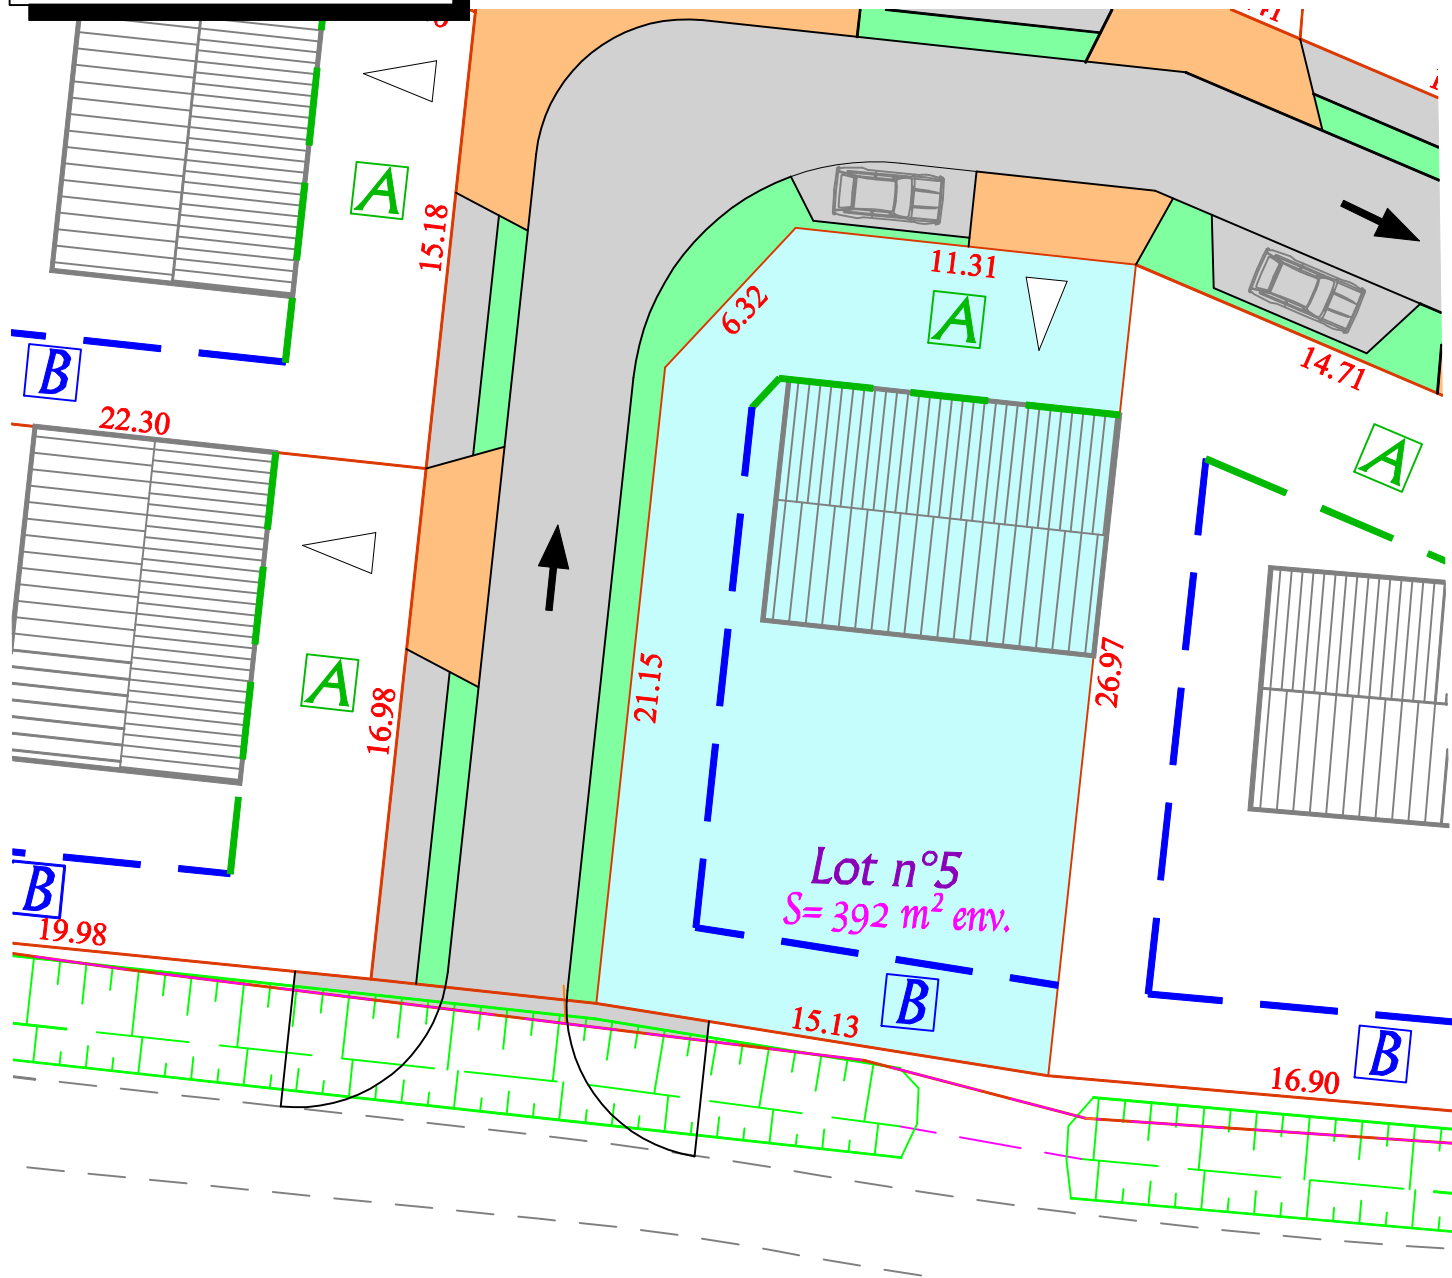 A
15.18
11.31
6.32
A
14.71
B
22.30
A
A
16.98
21.15
26.97
Lot n°5
S= 392 m² env.
B
19.98
B
15.13
B
16.90